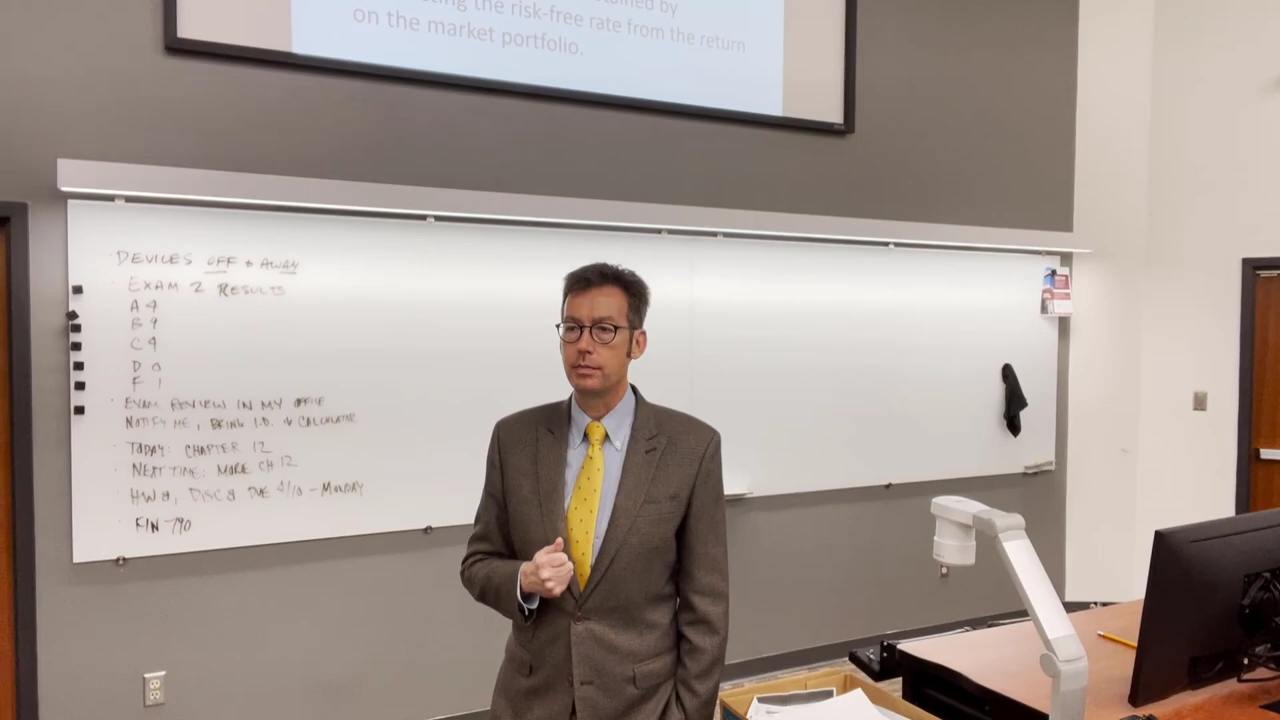 the risk-free rate from the return
on the market portfolio.
DEVICES OFF & AWAY
EXAM 2 RESULTS
A 4
B 9
C 4
D 0
F 1
EXAM REVIEW IN MY OFFICE
NOTIFY ME, BRING I.D. & CALCULATOR
TODAY: CHAPTER 12
NEXT TIME: MORE CH 12
HW 8, DISC 8 DUE 4/10 - MONDAY
FIN 790